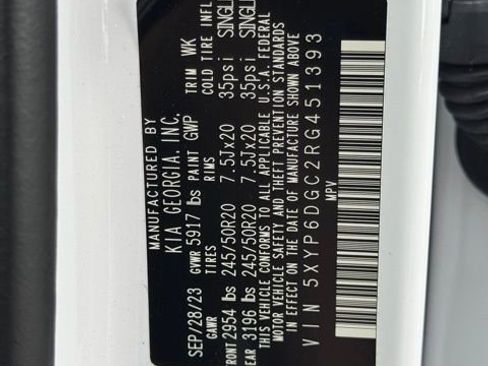 MANUFACTURED BY
KIA GEORGIA, INC.
SEP/28/23 GVWR 5917 lbs PAINT GWP TRIM WK
GAWR RIMS COLD TIRE INFL
FRONT 2954 lbs 245/50R20 7.5Jx20 35psi SINGL
EAR 3196 lbs 245/50R20 7.5Jx20 35psi SINGL
THIS VEHICLE CONFORMS TO ALL APPLICABLE U.S.A. FEDERAL
MOTOR VEHICLE SAFETY AND THEFT PREVENTION STANDARDS
IN EFFECT ON THE DATE OF MANUFACTURE SHOWN ABOVE
VIN 5XYP6DGC2RG451393
MPV